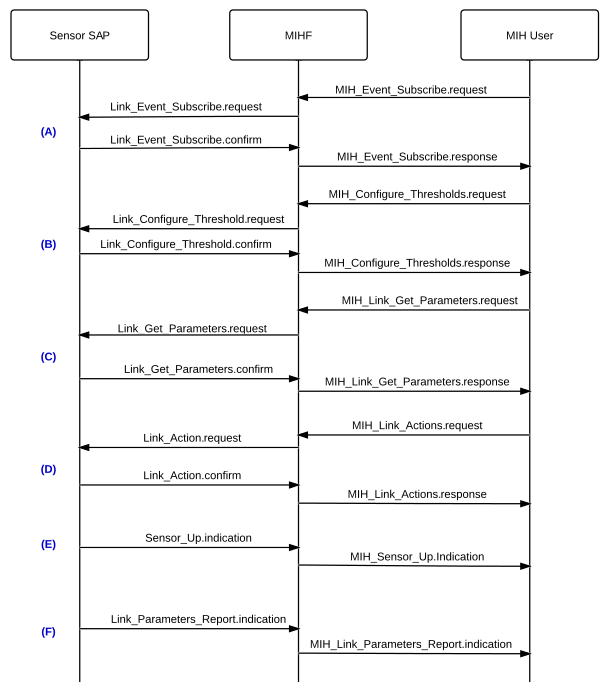 Sensor SAP
MIHF
MIH User
MIH_Event_Subscribe.request
Link_Event_Subscribe.request
(A)
Link_Event_Subscribe.confirm
MIH_Event_Subscribe.response
MIH_Configure_Thresholds.request
Link_Configure_Threshold.request
(B)
Link_Configure_Threshold.confirm
MIH_Configure_Thresholds.response
MIH_Link_Get_Parameters.request
Link_Get_Parameters.request
(C)
Link_Get_Parameters.confirm
MIH_Link_Get_Parameters.response
MIH_Link_Actions.request
Link_Action.request
(D)
Link_Action.confirm
MIH_Link_Actions.response
(E)
Sensor_Up.indication
MIH_Sensor_Up.Indication
Link_Parameters_Report.indication
(F)
MIH_Link_Parameters_Report.indication